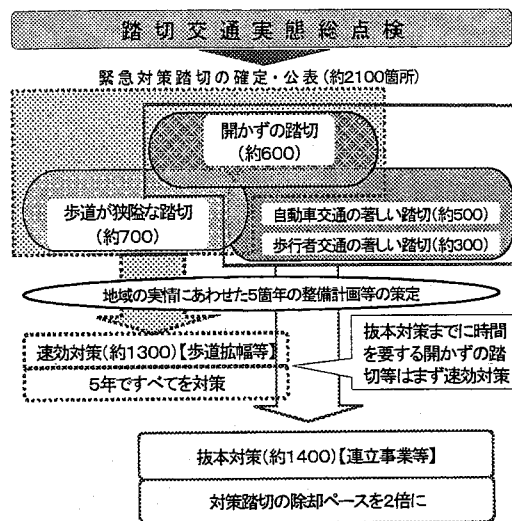 踏切交通実態総点検
緊急対策踏切の確定・公表(約2100箇所)
開かずの踏切
(約600)
歩道が狭隘な踏切
(約700)
自動車交通の著しい踏切(約500)
歩行者交通の著しい踏切(約300)
地域の実情にあわせた5箇年の整備計画等の策定
速効対策(約1300)【歩道拡幅等】
5年ですべてを対策
抜本対策までに時間
を要する開かずの踏
切等はまず速効対策
抜本対策(約1400)【連立事業等】
対策踏切の除却ペースを2倍に